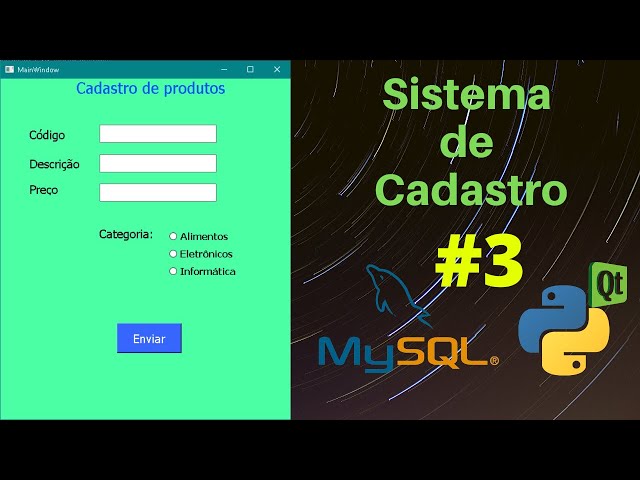 MainWindow
Cadastro de produtos
Código
Descrição
Preço
Categoria:
Alimentos
Eletrônicos
Informática
Enviar
Sistema
de
Cadastro
#3
MySQL®
Qt